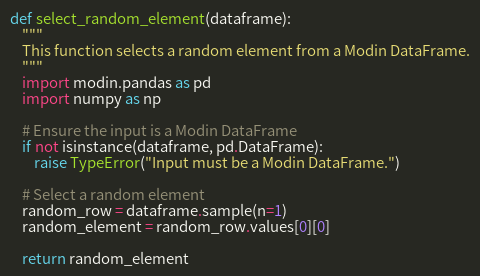 def select_random_element(dataframe):
    """
    This function selects a random element from a Modin DataFrame.
    """
    import modin.pandas as pd
    import numpy as np

    # Ensure the input is a Modin DataFrame
    if not isinstance(dataframe, pd.DataFrame):
        raise TypeError("Input must be a Modin DataFrame.")

    # Select a random element
    random_row = dataframe.sample(n=1)
    random_element = random_row.values[0][0]

    return random_element